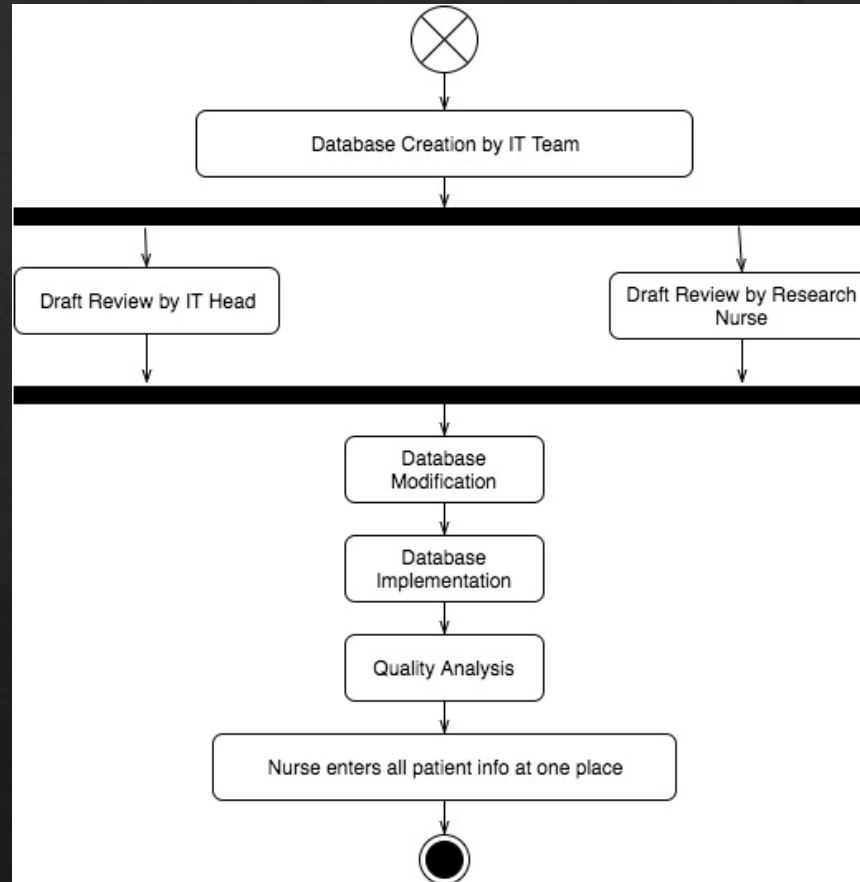 Database Creation by IT Team
Draft Review by IT Head
Draft Review by Research
Nurse
Database
Modification
Database
Implementation
Quality Analysis
Nurse enters all patient info at one place